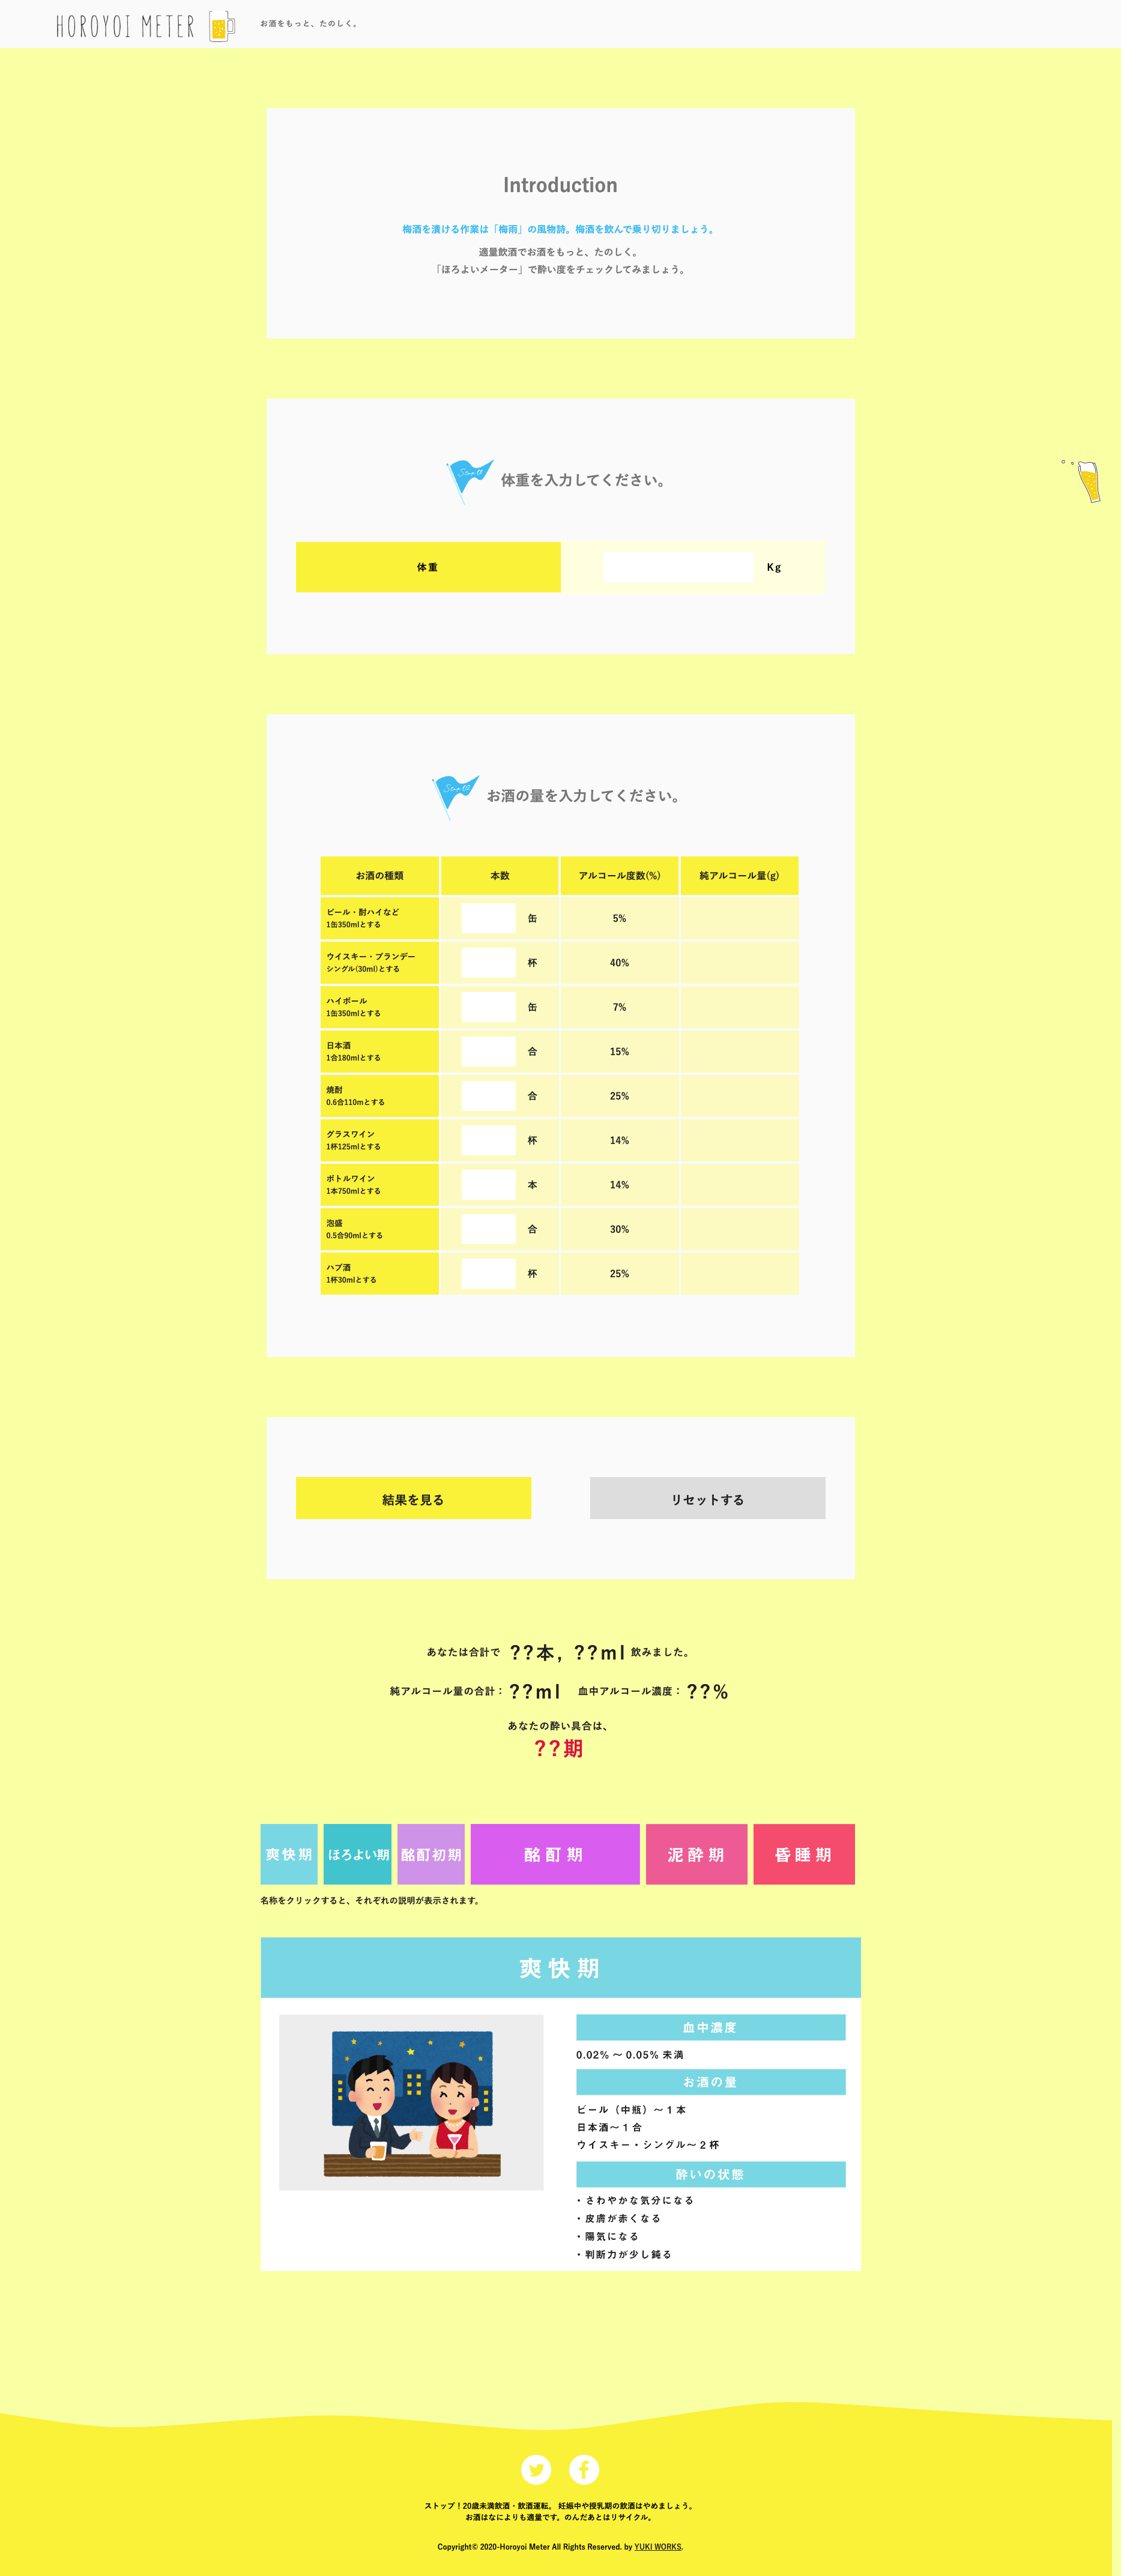 HOROYOI METER
お酒をもっと、たのしく。
Introduction
梅酒を漬ける作業は「梅雨」の風物詩。梅酒を飲んで乗り切りましょう。
適量飲酒でお酒をもっと、たのしく。
「ほろよいメーター」で酔い度をチェックしてみましょう。
Step 01
体重を入力してください。
体重
Kg
Step 02
お酒の量を入力してください。
お酒の種類 本数 アルコール度数(%) 純アルコール量(g)
ビール・酎ハイなど
1缶350mlとする
缶 5%
ウイスキー・ブランデー
シングル(30ml)とする
杯 40%
ハイボール
1缶350mlとする
缶 7%
日本酒
1合180mlとする
合 15%
焼酎
0.6合110mとする
合 25%
グラスワイン
1杯125mlとする
杯 14%
ボトルワイン
1本750mlとする
本 14%
泡盛
0.5合90mlとする
合 30%
ハブ酒
1杯30mlとする
杯 25%
結果を見る リセットする
あなたは合計で ??本, ??ml 飲みました。
純アルコール量の合計：??ml 血中アルコール濃度：??%
あなたの酔い具合は、
??期
爽快期 ほろよい期 酩酊初期 酩酊期 泥酔期 昏睡期
名称をクリックすると、それぞれの説明が表示されます。
爽快期
血中濃度
0.02% ～ 0.05% 未満
お酒の量
ビール（中瓶）～１本
日本酒～１合
ウイスキー・シングル～２杯
酔いの状態
・さわやかな気分になる
・皮膚が赤くなる
・陽気になる
・判断力が少し鈍る
ストップ！20歳未満飲酒・飲酒運転。 妊娠中や授乳期の飲酒はやめましょう。
お酒はなによりも適量です。のんだあとはリサイクル。
Copyright© 2020-Horoyoi Meter All Rights Reserved. by YUKI WORKS.